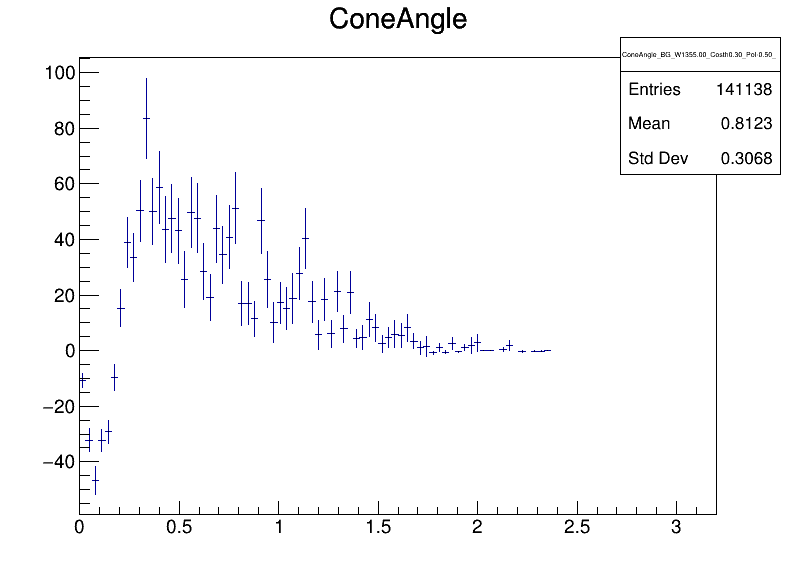 ConeAngle
ConeAngle_BG_W1355.00_Costh0.30_Pol-0.50_
Entries 141138
Mean 0.8123
Std Dev 0.3068
100
80
60
40
20
0
−20
−40
0 0.5 1 1.5 2 2.5 3